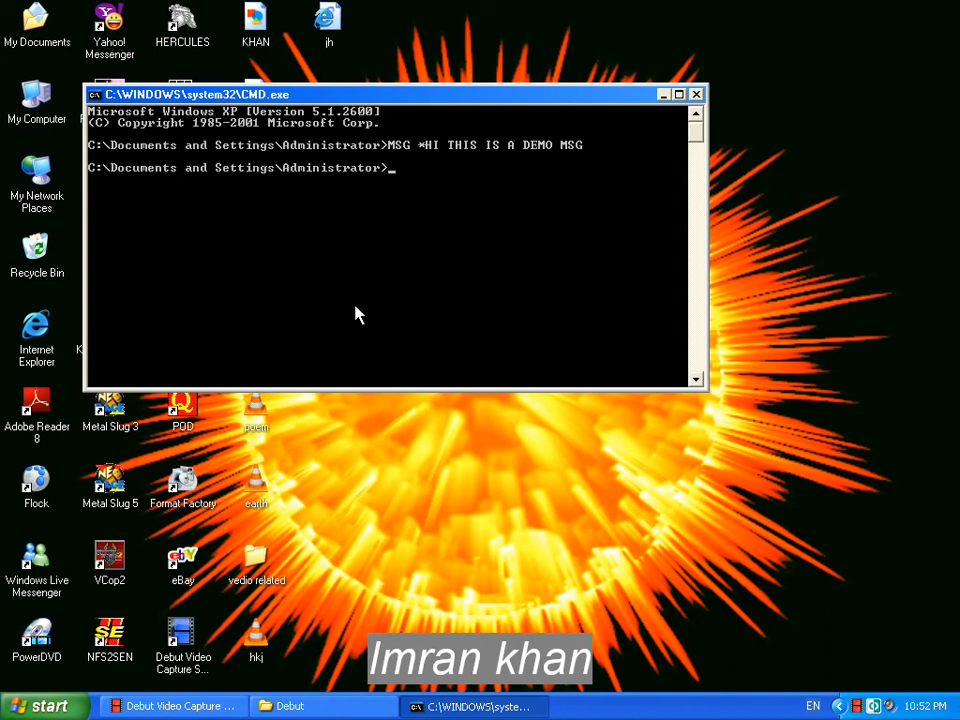 My Documents
Yahoo!
Messenger
HERCULES
KHAN
jh
C:\WINDOWS\system32\CMD.exe
Microsoft Windows XP [Version 5.1.2600]
(C) Copyright 1985-2001 Microsoft Corp.
C:\Documents and Settings\Administrator>MSG *HI THIS IS A DEMO MSG
C:\Documents and Settings\Administrator>_
My Computer
My Network
Places
Recycle Bin
Internet
Explorer
Adobe Reader
8
Metal Slug 3
POD
poem
Flock
Metal Slug 5
Format Factory
earth
Windows Live
Messenger
VCop2
eBay
vedio related
PowerDVD
NFS2SEN
Debut Video
Capture S...
hkj
Imran khan
start
Debut Video Capture ...
Debut
C:\WINDOWS\syste...
EN
10:52 PM